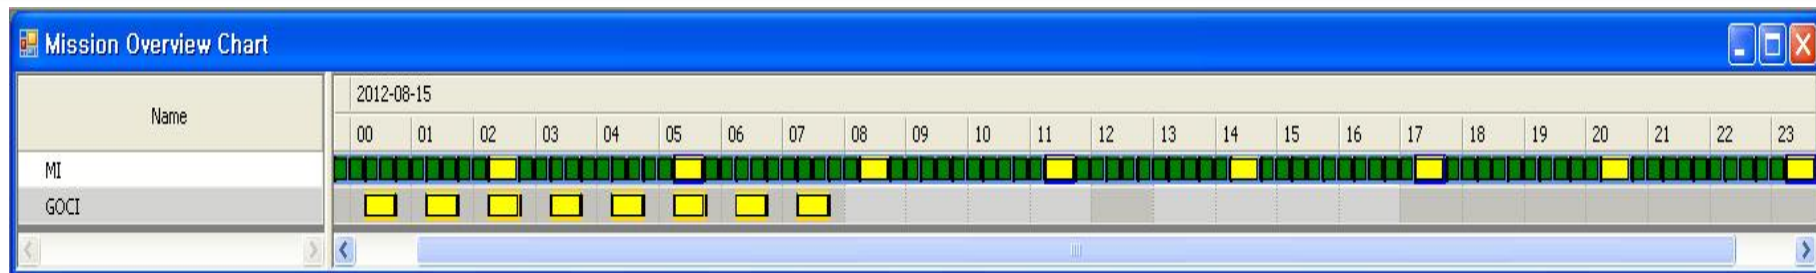 Mission Overview Chart
Name
2012-08-15
00 01 02 03 04 05 06 07 08 09 10 11 12 13 14 15 16 17 18 19 20 21 22 23
MI
GOCI